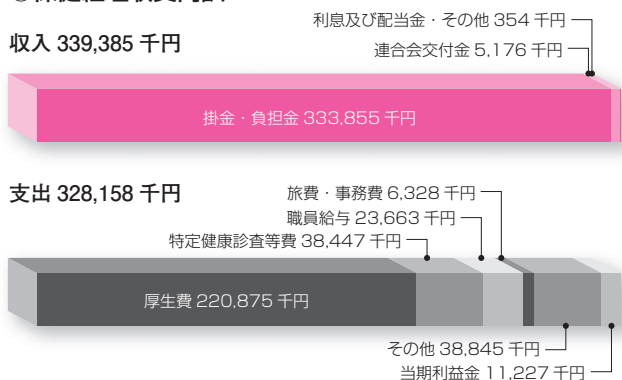 収入 339,385 千円
利息及び配当金・その他 354 千円
連合会交付金 5,176 千円
掛金・負担金 333,855 千円
支出 328,158 千円
旅費・事務費 6,328 千円
職員給与 23,663 千円
特定健康診査等費 38,447 千円
厚生費 220,875 千円
その他 38,845 千円
当期利益金 11,227 千円